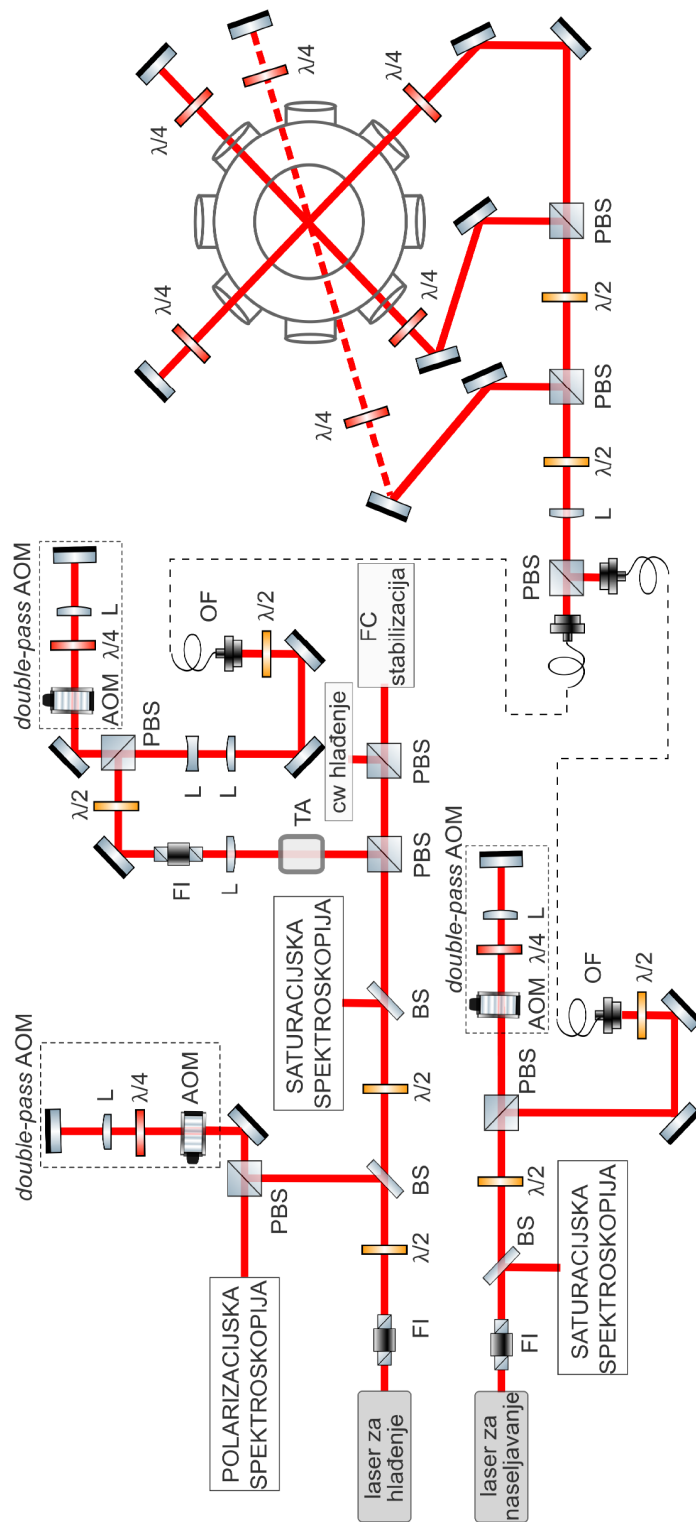 laser za
hlađenje
FI
λ/2
BS
POLARIZACIJSKA
SPEKTROSKOPIJA
PBS
double-pass AOM
AOM
λ/4
L
λ/2
BS
SATURACIJSKA
SPEKTROSKOPIJA
PBS
TA
L
FI
λ/2
PBS
double-pass AOM
AOM
λ/4
L
L
L
λ/2
OF
PBS
cw hlađenje
FC
stabilizacija
laser za
naseljavanje
FI
BS
SATURACIJSKA
SPEKTROSKOPIJA
λ/2
PBS
double-pass AOM
AOM
λ/4
L
λ/2
OF
PBS
L
λ/2
PBS
λ/2
PBS
λ/4
λ/4
λ/4
λ/4
λ/4
λ/4